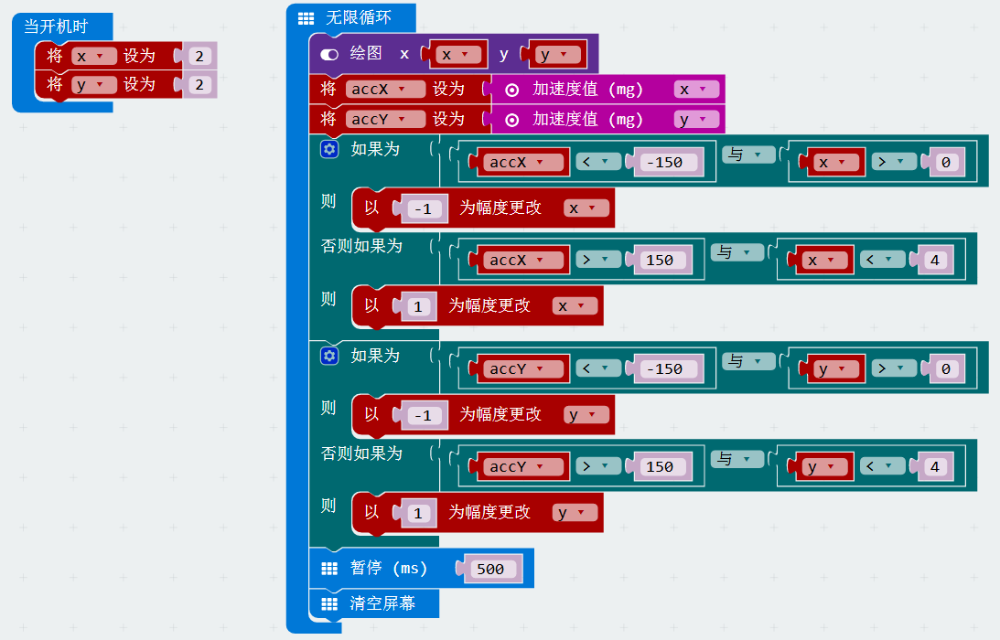 当开机时
将 x 设为 2
将 y 设为 2
无限循环
绘图 x x y y
将 accX 设为 加速度值 (mg) x
将 accY 设为 加速度值 (mg) y
如果为 accX < -150 与 x > 0
则 以 -1 为幅度更改 x
否则如果为 accX > 150 与 x < 4
则 以 1 为幅度更改 x
如果为 accY < -150 与 y > 0
则 以 -1 为幅度更改 y
否则如果为 accY > 150 与 y < 4
则 以 1 为幅度更改 y
暂停 (ms) 500
清空屏幕